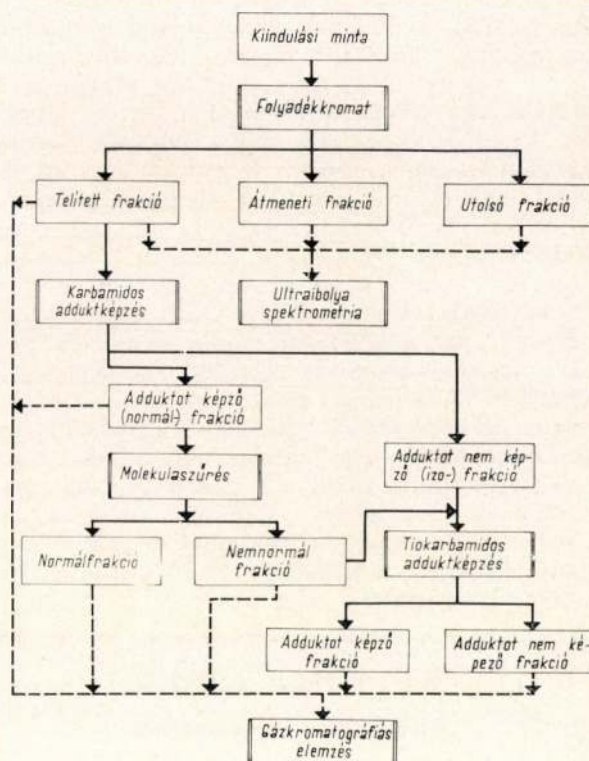 Kiindulási minta
Folyadékkromat
Telített frakció
Átmeneti frakció
Utolsó frakció
Karbamidos
adduktképzés
Ultraibolya
spektrometria
Adduktot képző
(normál-) frakció
Adduktot nem kép-
ző (izo-) frakció
Molekulaszűrés
Normálfrakció
Nemnormál
frakció
Tiokarbamidos
adduktképzés
Adduktot képző
frakció
Adduktot nem ké-
pező frakció
Gázkromatográfiás
elemzés